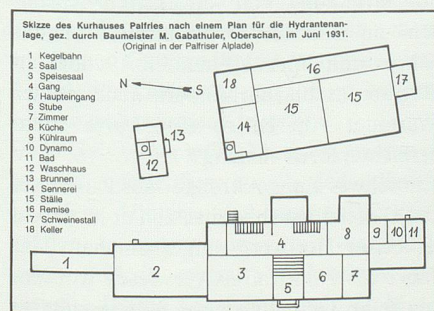 Skizze des Kurhauses Palfries nach einem Plan für die Hydrantenan-
lage, gez. durch Baumeister M. Gabathuler, Oberschan, im Juni 1931.
(Original in der Palfriser Alplade)
1 Kegelbahn
2 Saal
3 Speisesaal
4 Gang
5 Haupteingang
6 Stube
7 Zimmer
8 Küche
9 Kühlraum
10 Dynamo
11 Bad
12 Waschhaus
13 Brunnen
14 Sennerei
15 Ställe
16 Remise
17 Schweinestall
18 Keller
N S
18 16 17
15 15
14
13
12
4 8 9 10 11
1 2 3 5 6 7